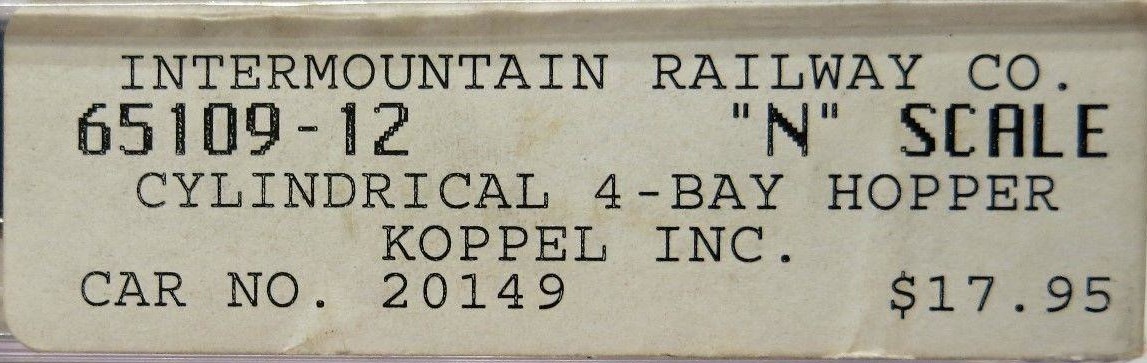 INTERMOUNTAIN RAILWAY CO.
65109-12 "N" SCALE
CYLINDRICAL 4-BAY HOPPER
KOPPEL INC.
CAR NO. 20149 $17.95